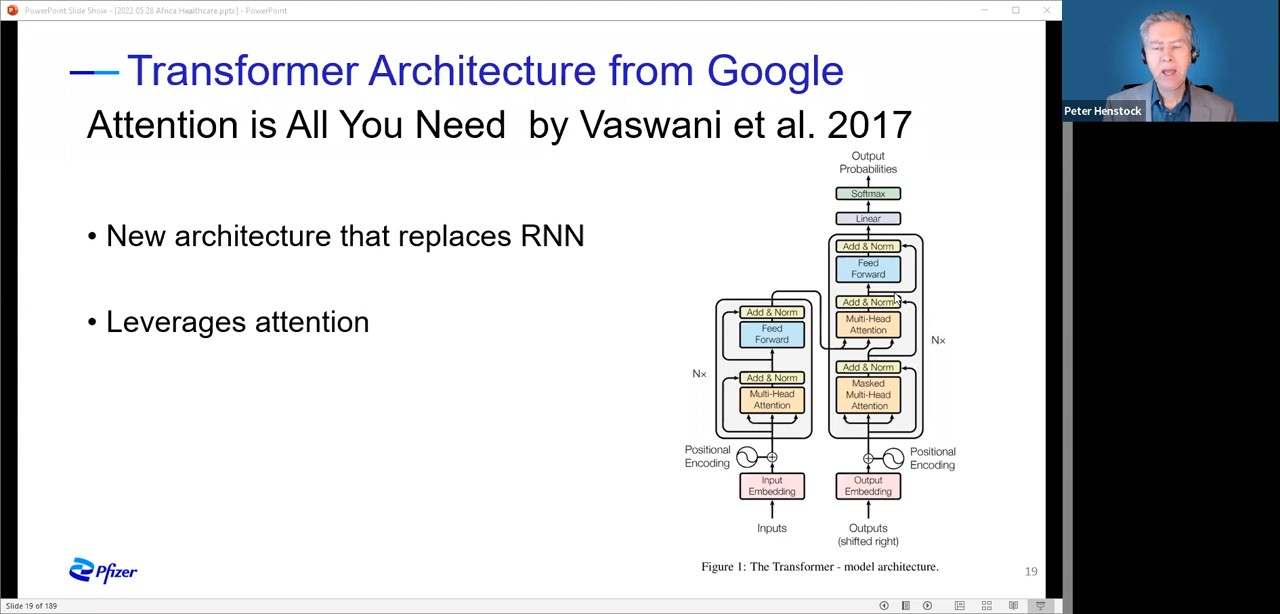 PowerPoint Slide Show - [2022 05 28 Africa Healthcare.pptx] - PowerPoint
Transformer Architecture from Google
Attention is All You Need by Vaswani et al. 2017
• New architecture that replaces RNN
• Leverages attention
Output
Probabilities
Softmax
Linear
Add & Norm
Feed
Forward
Add & Norm
Multi-Head
Attention
Add & Norm
Masked
Multi-Head
Attention
Nx
Add & Norm
Feed
Forward
Add & Norm
Multi-Head
Attention
Nx
Positional
Encoding
Positional
Encoding
Input
Embedding
Output
Embedding
Inputs
Outputs
(shifted right)
Figure 1: The Transformer - model architecture.
Pfizer
19
Slide 19 of 189
Peter Henstock